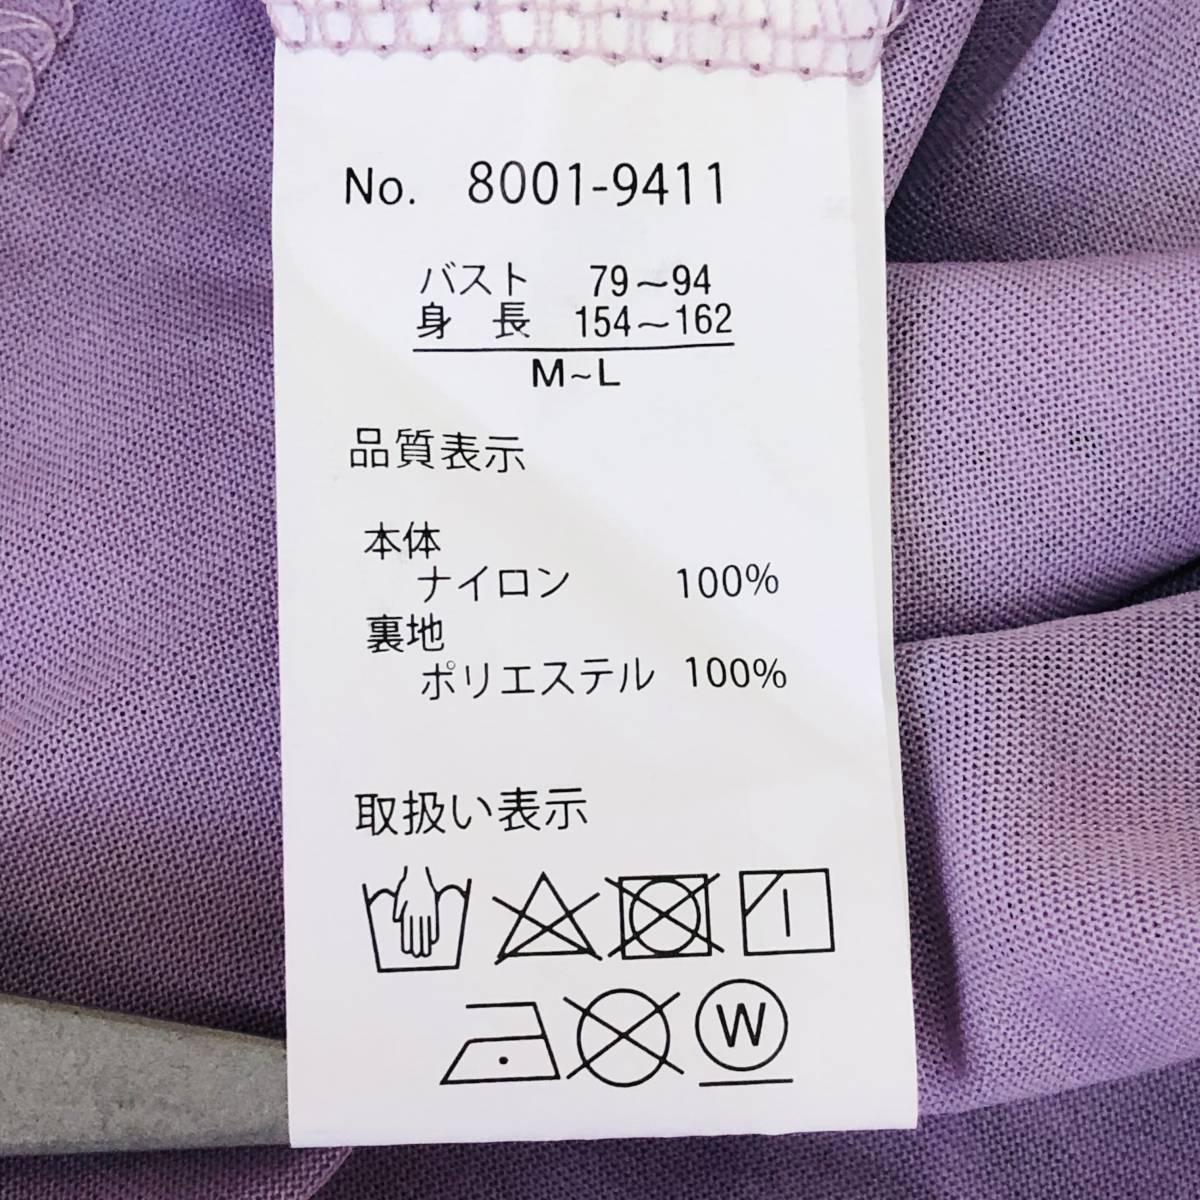 No. 8001-9411
バスト 79～94
身 長 154～162
M~L
品質表示
本体
ナイロン 100%
裏地
ポリエステル 100%
取扱い表示
W